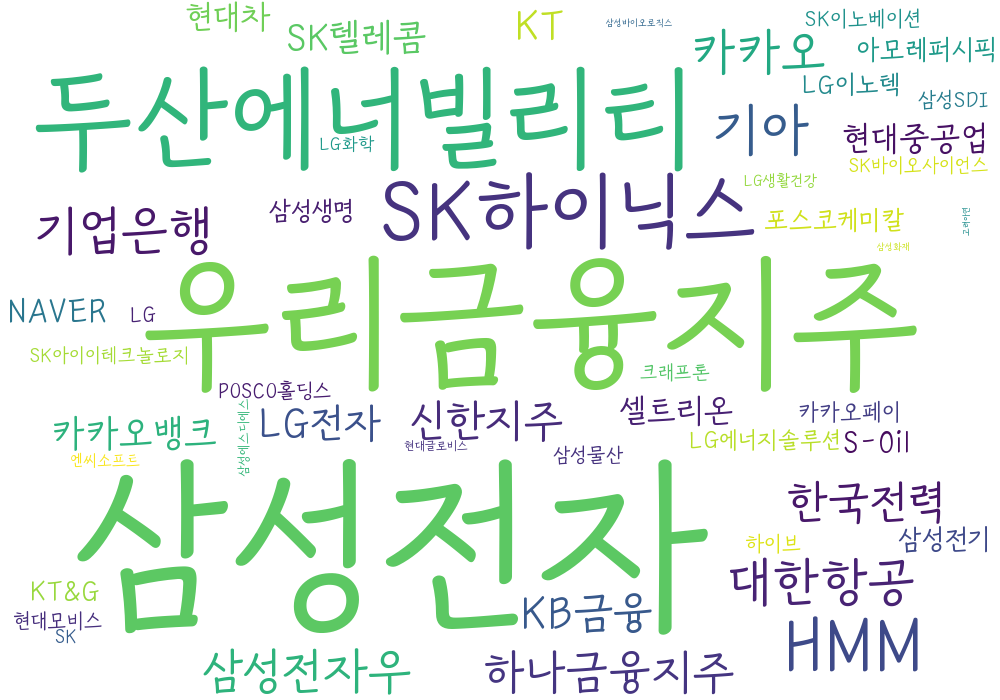 현대차
SK텔레콤
KT
삼성바이오로직스
SK이노베이션
카카오
아모레퍼시픽
두산에너빌리티
LG이노텍
삼성SDI
기아
LG화학
현대중공업
SK바이오사이언스
LG생활건강
SK하이닉스
기업은행
삼성생명
포스코케미칼
고려아연
삼성화재
우리금융지주
NAVER
LG
SK아이이테크놀로지
크래프톤
POSCO홀딩스
카카오뱅크
삼성에스디에스
LG전자
신한지주
셀트리온
카카오페이
현대글로비스
LG에너지솔루션
S-Oil
엔씨소프트
삼성물산
삼성전자
한국전력
하이브
삼성전기
KT&G
대한항공
현대모비스
SK
KB금융
HMM
삼성전자우
하나금융지주